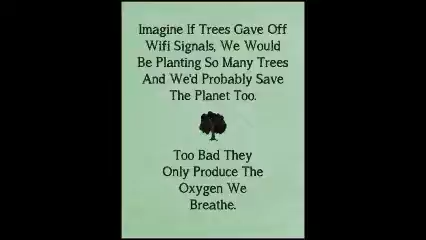 Imagine If Trees Gave Off
Wifi Signals, We Would
Be Planting So Many Trees
And We'd Probably Save
The Planet Too.
Too Bad They
Only Produce The
Oxygen We
Breathe.